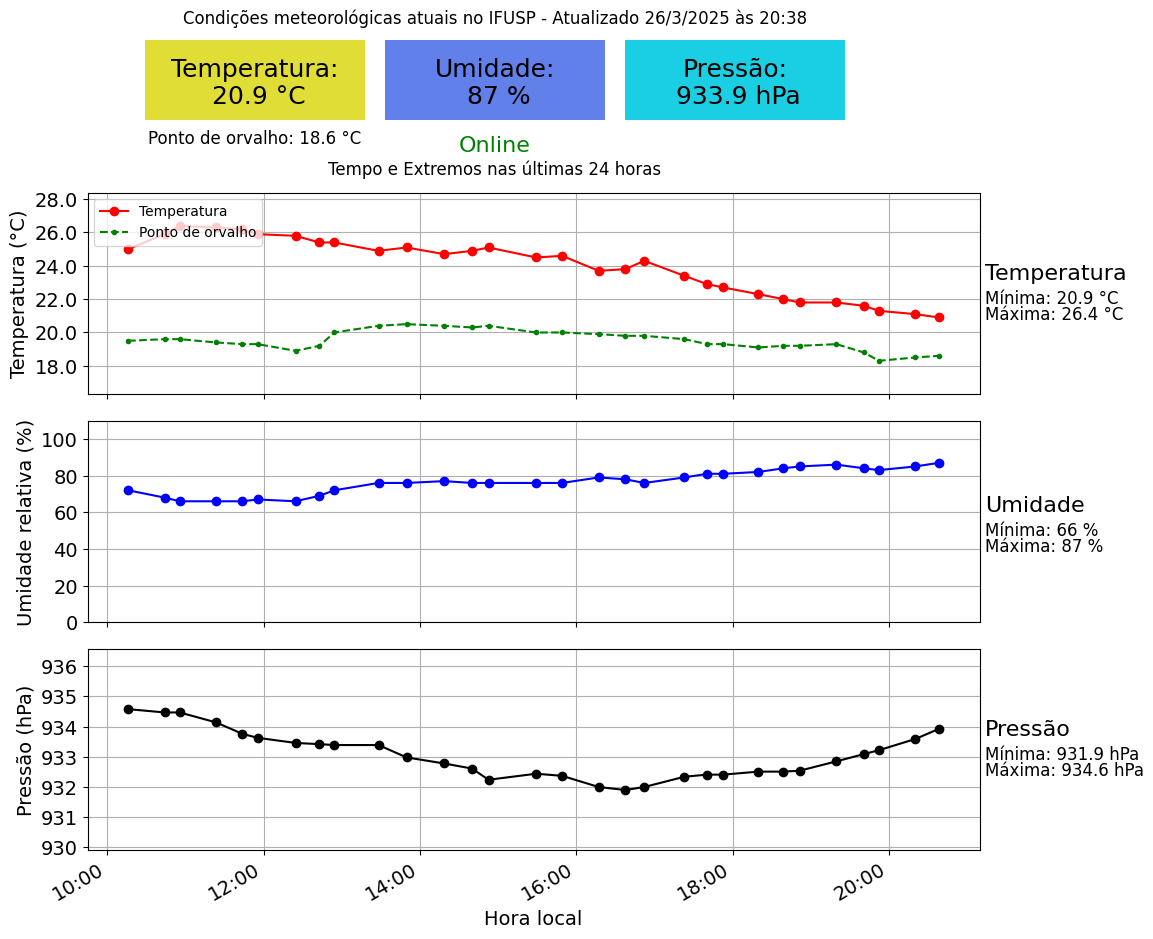 Condições meteorológicas atuais no IFUSP - Atualizado 26/3/2025 às 20:38
Temperatura:
20.9 °C
Umidade:
87 %
Pressão:
933.9 hPa
Ponto de orvalho: 18.6 °C
Online
Tempo e Extremos nas últimas 24 horas
Temperatura (°C)
28.0
26.0
24.0
22.0
20.0
18.0
Temperatura
Ponto de orvalho
Temperatura
Mínima: 20.9 °C
Máxima: 26.4 °C
Umidade relativa (%)
100
80
60
40
20
0
Umidade
Mínima: 66 %
Máxima: 87 %
Pressão (hPa)
936
935
934
933
932
931
930
Pressão
Mínima: 931.9 hPa
Máxima: 934.6 hPa
10:00
12:00
14:00
16:00
18:00
20:00
Hora local